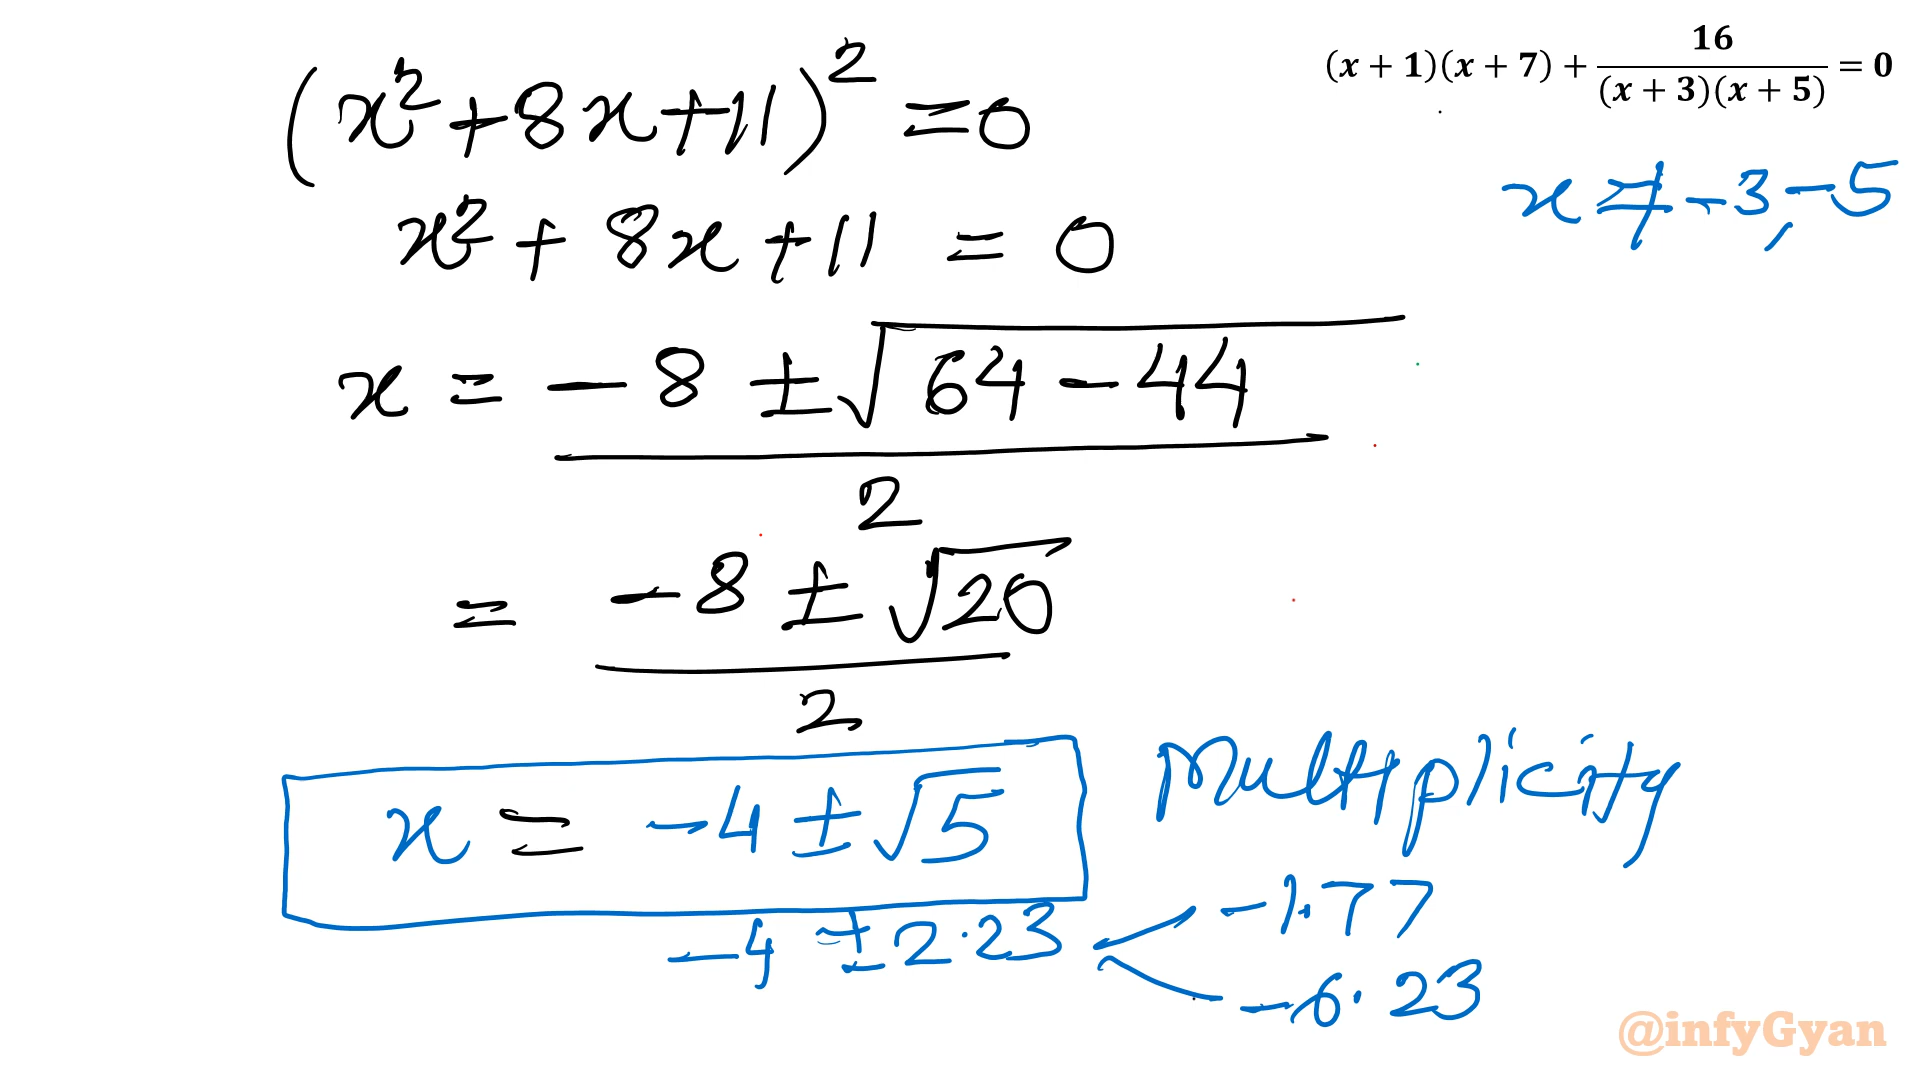 (x² + 8x + 11)² = 0
(x + 1)(x + 7) + 16/((x + 3)(x + 5)) = 0
x ≠ -3, -5
x² + 8x + 11 = 0
x = (-8 ± √(64 - 44))/2
= (-8 ± √20)/2
x = -4 ± √5
Multiplicity
-4 ± 2.23
-1.77
-6.23
@infyGyan